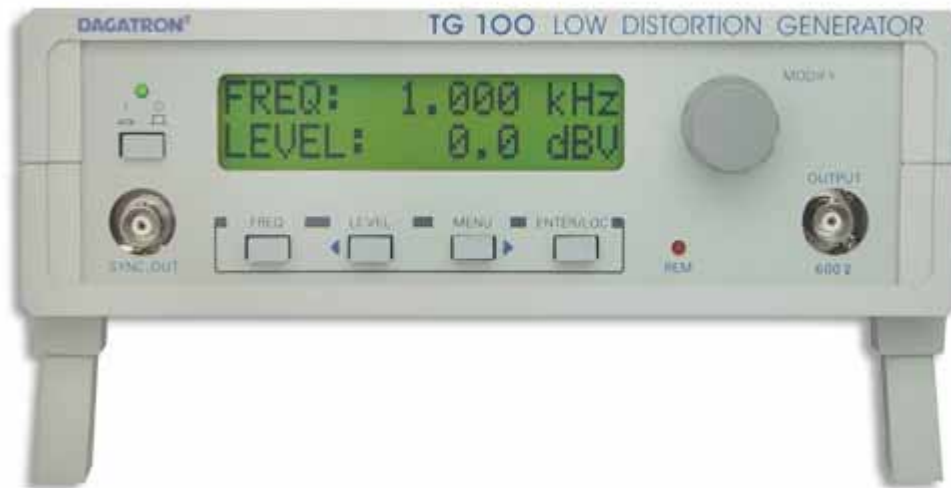 DAGATRON®
TG 100 LOW DISTORTION GENERATOR
MODIFY
I O
FREQ: 1.000 kHz
LEVEL: 0.0 dBV
OUTPUT
FREQ LEVEL MENU ENTER/LOC
SYNC.OUT
REM
600Ω